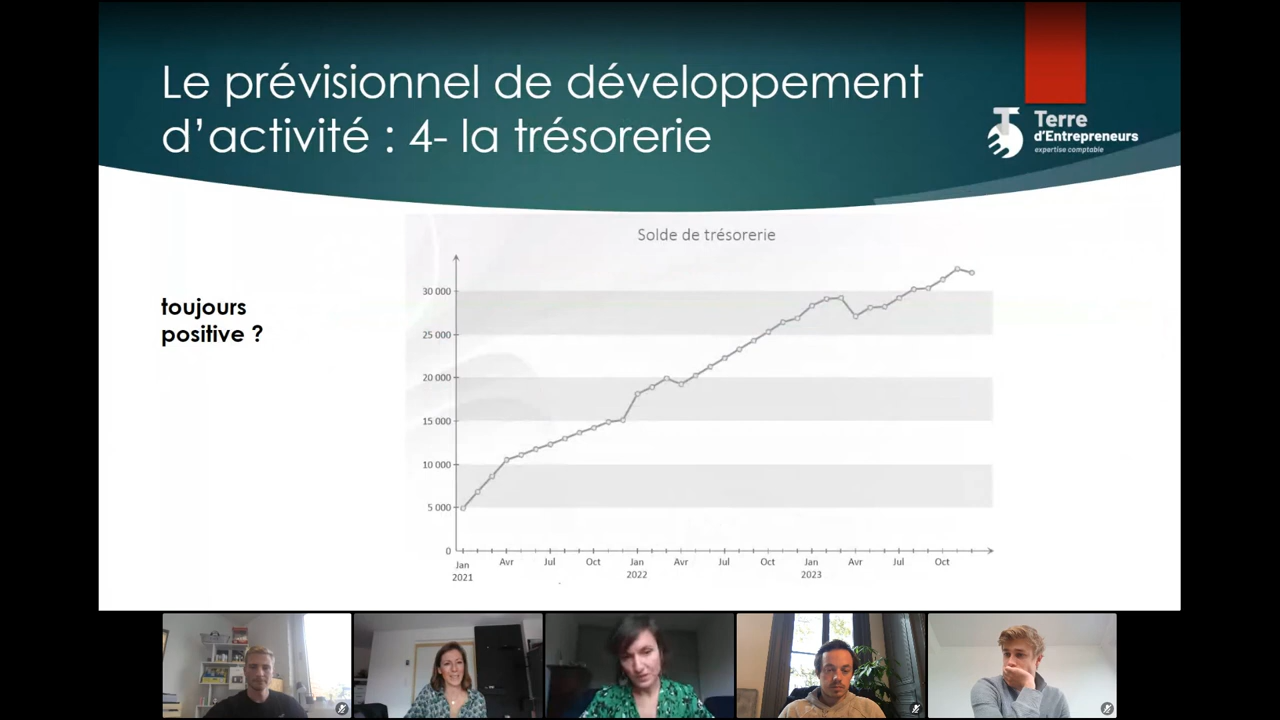 Le prévisionnel de développement
d’activité : 4- la trésorerie
Terre
d'Entrepreneurs
expertise comptable
Solde de trésorerie
toujours
positive ?
30 000
25 000
20 000
15 000
10 000
5 000
0
Jan Avr Jul Oct Jan Avr Jul Oct Jan Avr Jul Oct
2021 2022 2023